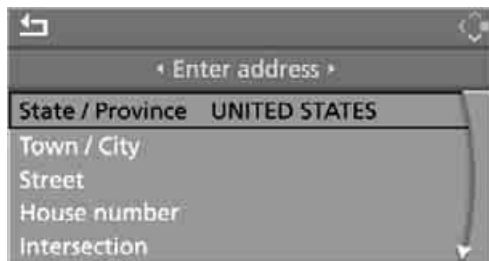 Enter address
State / Province UNITED STATES
Town / City
Street
House number
Intersection